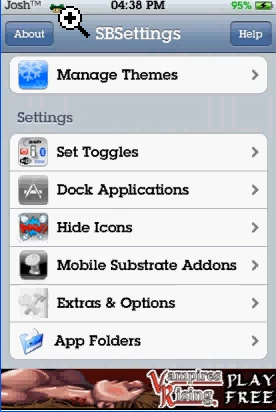 Josh™ 04:38 PM 95%
About SBSettings Help
Manage Themes
Settings
Set Toggles
Dock Applications
Hide Icons
Mobile Substrate Addons
Extras & Options
App Folders
Vampires PLAY
Rising. FREE